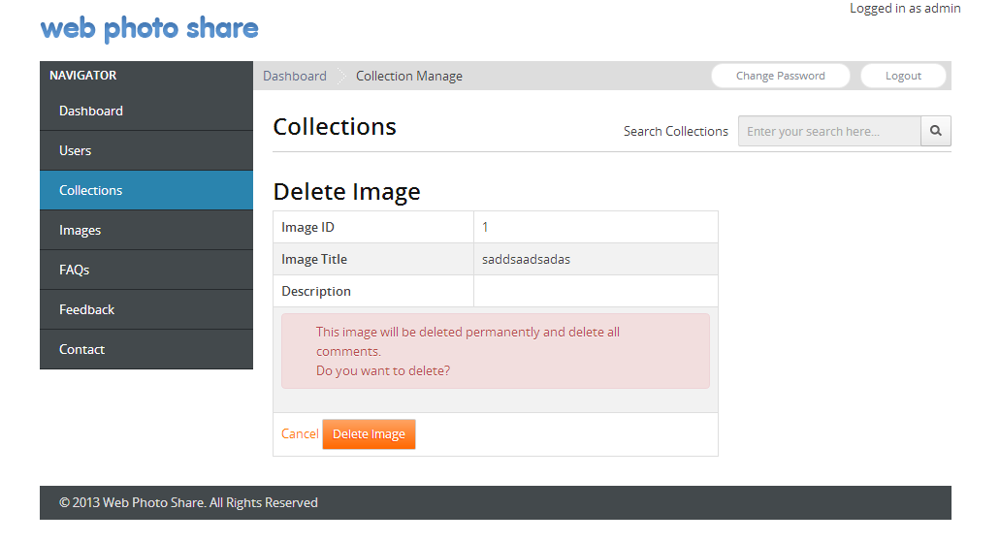 Logged in as admin
web photo share
NAVIGATOR
Dashboard
Users
Collections
Images
FAQs
Feedback
Contact
Dashboard Collection Manage Change Password Logout
Collections
Search Collections Enter your search here...
Delete Image
Image ID 1
Image Title saddsaadsadas
Description
This image will be deleted permanently and delete all
comments.
Do you want to delete?
Cancel Delete Image
© 2013 Web Photo Share. All Rights Reserved